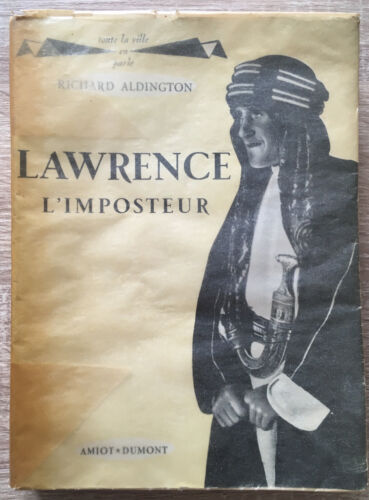 toute la ville
en
parle
RICHARD ALDINGTON
LAWRENCE
L'IMPOSTEUR
AMIOT★DUMONT